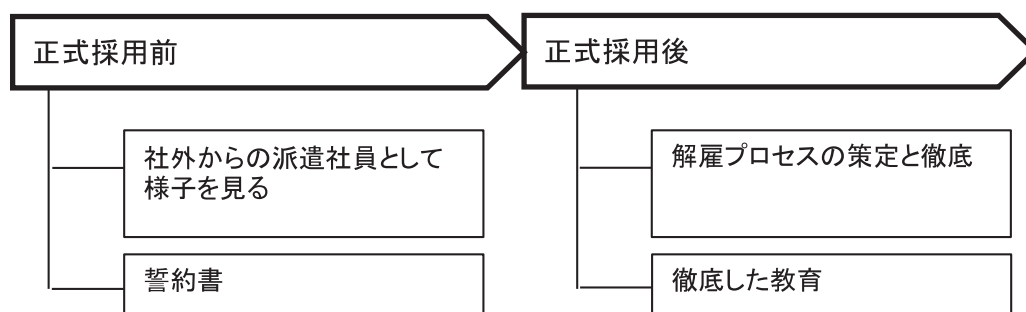 正式採用前
社外からの派遣社員として
様子を見る
誓約書
正式採用後
解雇プロセスの策定と徹底
徹底した教育